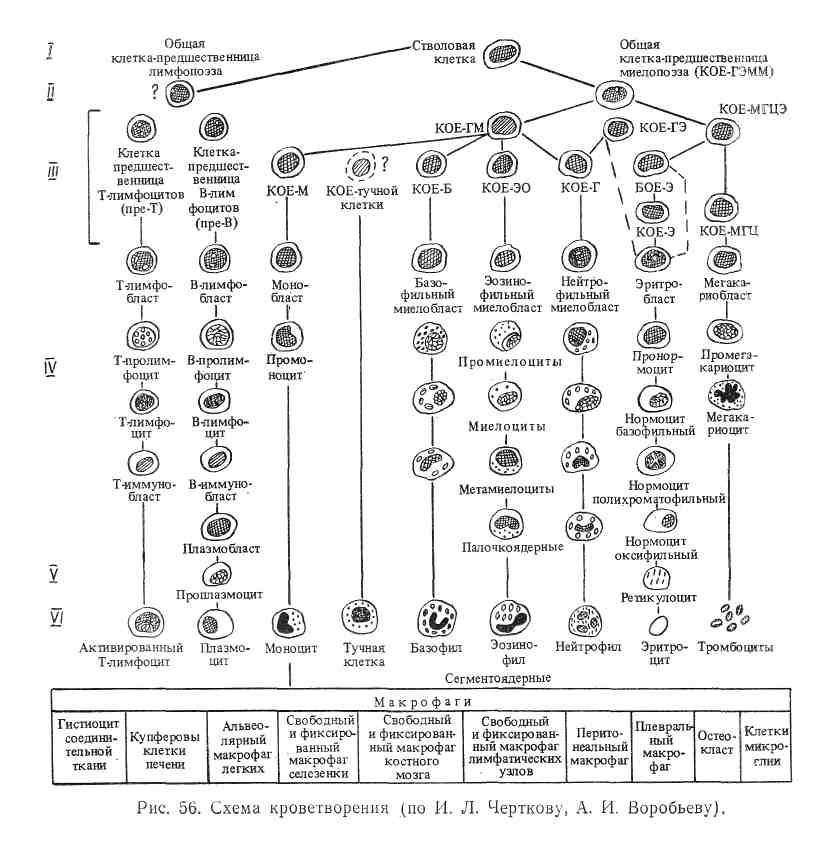 I
Общая
клетка-предшественница
лимфопоэза
Стволовая
клетка
Общая
клетка-предшественница
миелопоэза (КОЕ-ГЭММ)
II
?
КОЕ-МГЦЭ
КОЕ-ГМ
КОЕ-ГЭ
III
Клетка
предшест-
венница
Т-лимфоцитов
(пре-Т)
Клетка-
предшест-
венница
В-лим
фоцитов
(пре-В)
КОЕ-М
?
КОЕ-тучной
клетки
КОЕ-Б
КОЕ-ЭО
КОЕ-Г
БОЕ-Э
КОЕ-Э
КОЕ-МГЦ
Т-лимфо-
бласт
В-лимфо-
бласт
Моно-
бласт
Базо-
фильный
миелобласт
Эозино-
фильный
миелобласт
Нейтро-
фильный
миелобласт
Эритро-
бласт
Мегака-
риобласт
IV
Т-пролим-
фоцит
В-пролим-
фоцит
Промо-
ноцит
Промиелоциты
Пронор-
моцит
Промега-
кариоцит
Т-лимфо-
цит
В-лимфо-
цит
Миелоциты
Нормоцит
базофильный
Мегака-
риоцит
Т-иммуно-
бласт
В-иммуно-
бласт
Метамиелоциты
Нормоцит
полихроматофильный
Плазмобласт
Палочкоядерные
Нормоцит
оксифильный
V
Проплазмоцит
Ретикулоцит
VI
Активированный
Т-лимфоцит
Плазмо-
цит
Моноцит
Тучная
клетка
Базофил
Эозино-
фил
Нейтрофил
Эритро-
цит
Тромбоциты
Сегментоядерные
Макрофаги
Гистиоцит
соедини-
тельной
ткани
Купферовы
клетки
печени
Альвео-
лярный
макрофаг
легких
Свободный
и фиксиро-
ванный
макрофаг
селезенки
Свободный
и фиксирован-
ный макрофаг
костного
мозга
Свободный
и фиксирован-
ный макрофаг
лимфатических
узлов
Перито-
неальный
макрофаг
Плевраль-
ный
макро-
фаг
Остео-
класт
Клетки
микро-
глии
Рис. 56. Схема кроветворения (по И. Л. Черткову, А. И. Воробьеву).